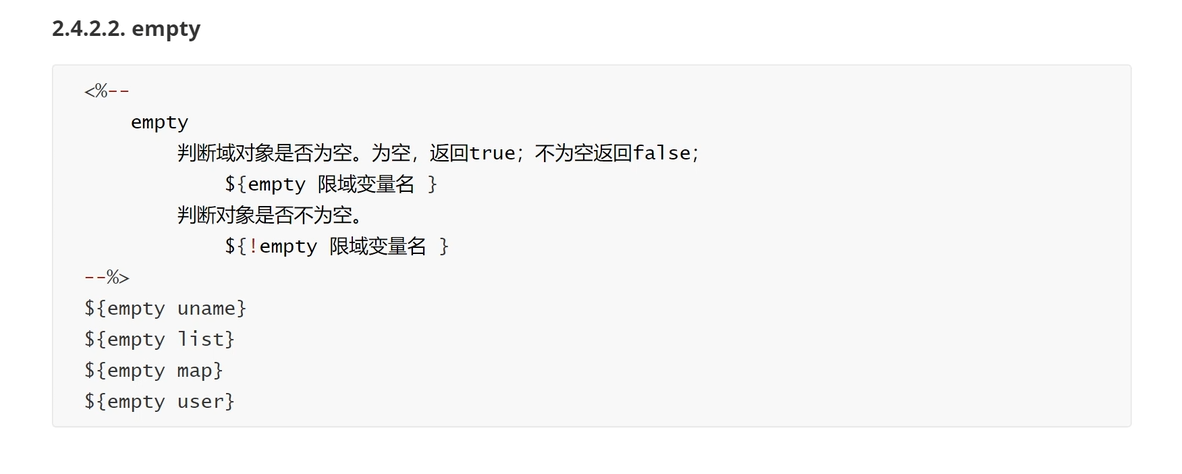 2.4.2.2. empty
<%--
empty
判断域对象是否为空。为空，返回true；不为空返回false；
${empty 限域变量名 }
判断对象是否不为空。
${!empty 限域变量名 }
--%>
${empty uname}
${empty list}
${empty map}
${empty user}